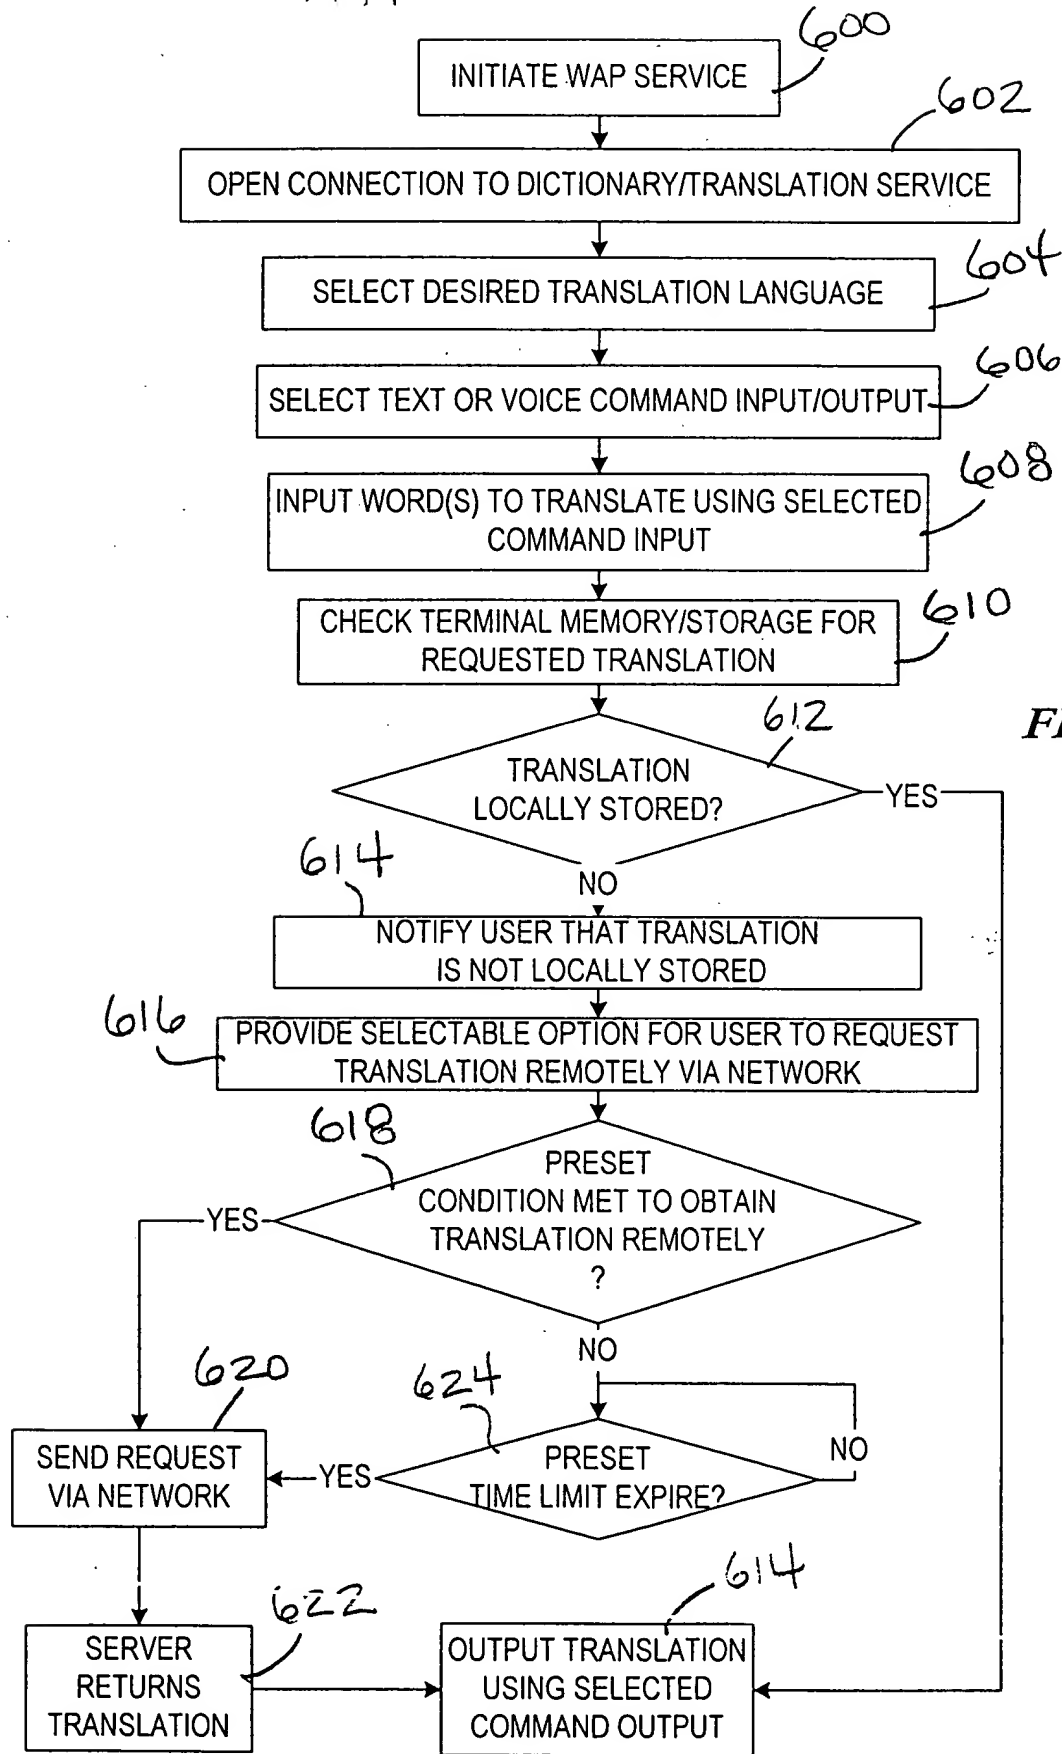 600
INITIATE WAP SERVICE
602
OPEN CONNECTION TO DICTIONARY/TRANSLATION SERVICE
604
SELECT DESIRED TRANSLATION LANGUAGE
606
SELECT TEXT OR VOICE COMMAND INPUT/OUTPUT
608
INPUT WORD(S) TO TRANSLATE USING SELECTED
COMMAND INPUT
610
CHECK TERMINAL MEMORY/STORAGE FOR
REQUESTED TRANSLATION
612
TRANSLATION
LOCALLY STORED?
YES
614
NO
NOTIFY USER THAT TRANSLATION
IS NOT LOCALLY STORED
616
PROVIDE SELECTABLE OPTION FOR USER TO REQUEST
TRANSLATION REMOTELY VIA NETWORK
618
PRESET
CONDITION MET TO OBTAIN
TRANSLATION REMOTELY
?
YES
NO
620
624
SEND REQUEST
VIA NETWORK
YES
PRESET
TIME LIMIT EXPIRE?
NO
622
614
SERVER
RETURNS
TRANSLATION
OUTPUT TRANSLATION
USING SELECTED
COMMAND OUTPUT